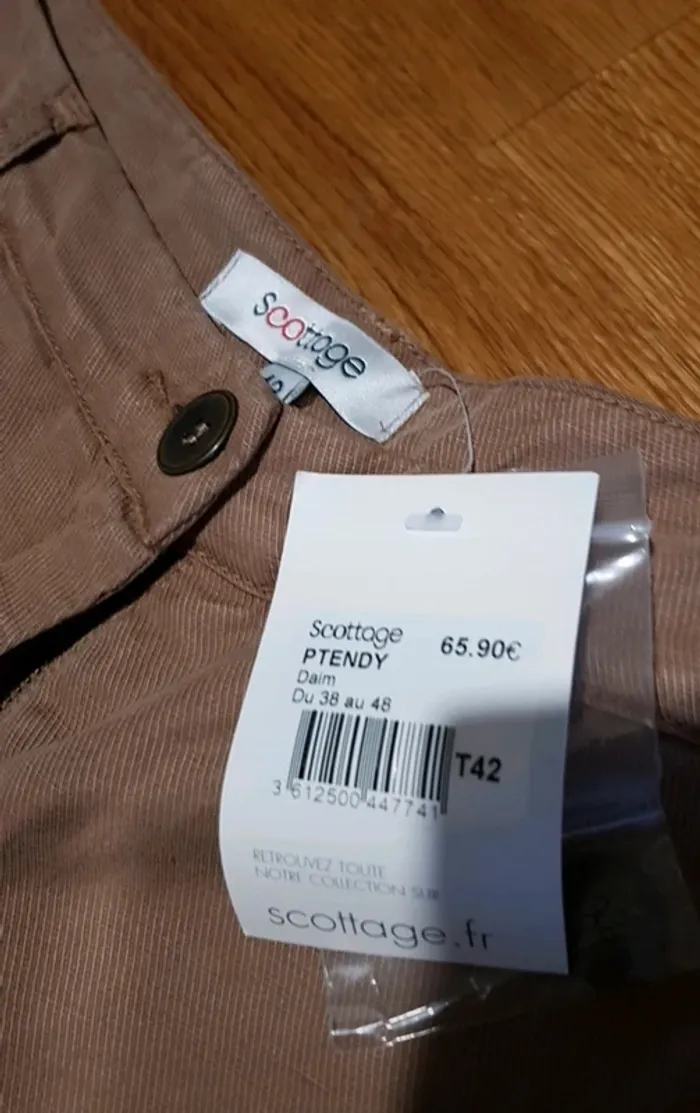 scottage
Scottage 65.90€
PTENDY
Daim
Du 38 au 48
T42
3 612500 447741
RETROUVEZ TOUTE
NOTRE COLLECTION SUR
scottage.fr